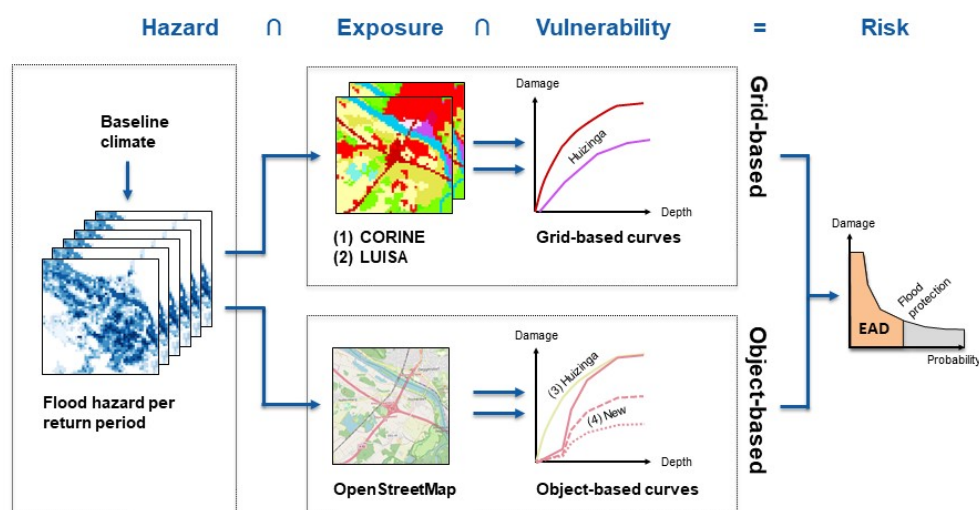 Hazard ∩ Exposure ∩ Vulnerability = Risk
Baseline
climate
Flood hazard per
return period
(1) CORINE
(2) LUISA
Damage
Huizinga
Depth
Grid-based curves
Grid-based
OpenStreetMap
Damage
(3) Huizinga
(4) New
Depth
Object-based curves
Object-based
Damage
Flood
protection
EAD
Probability